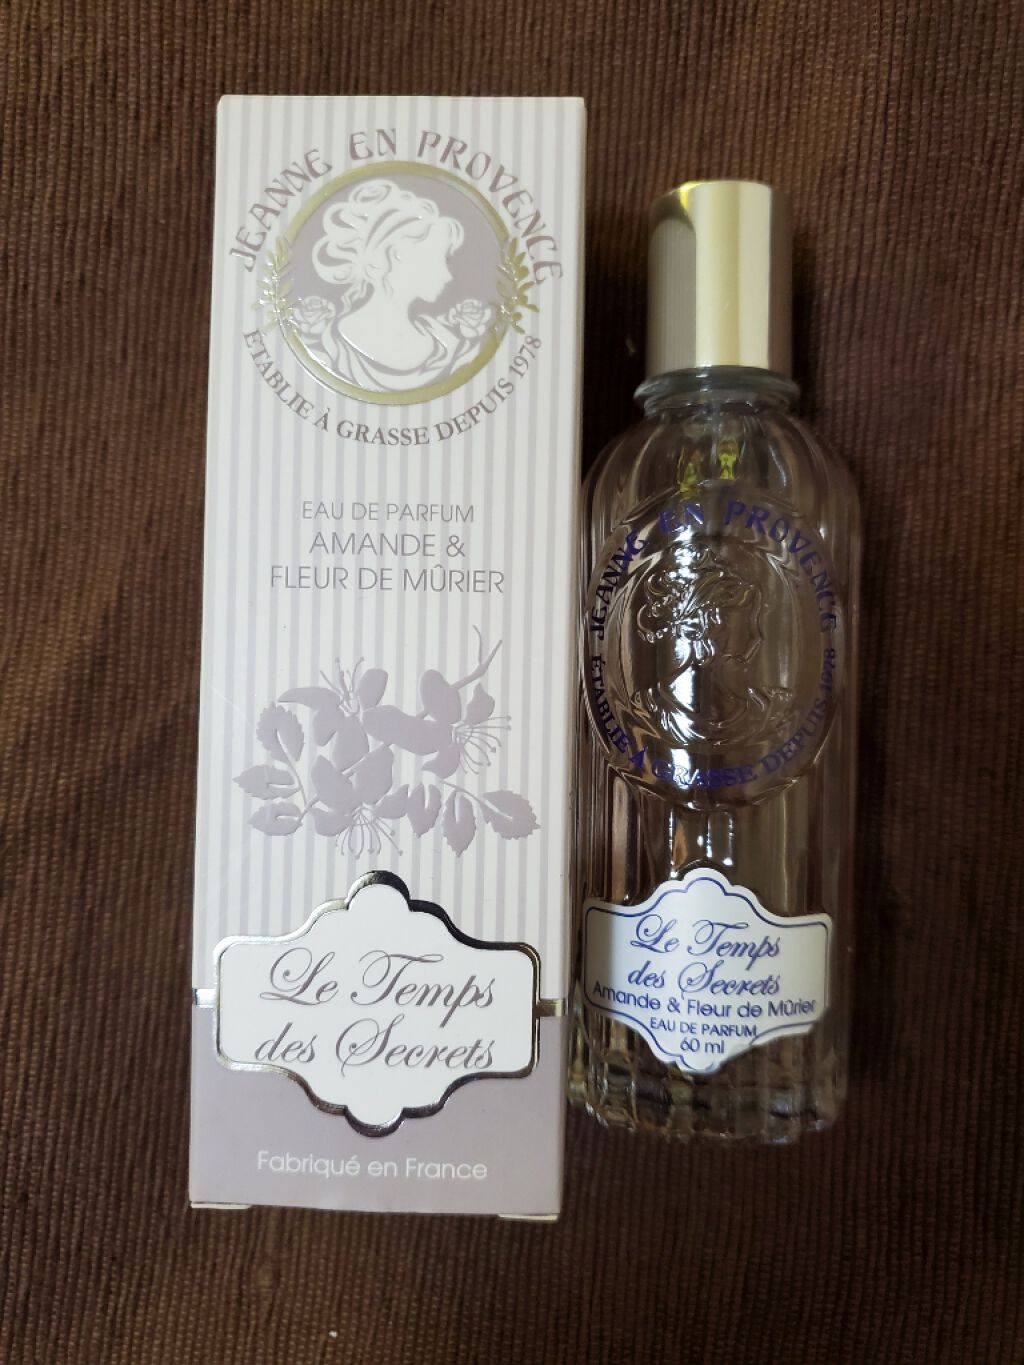 JEANNE EN PROVENCE
ETABLIE À GRASSE DEPUIS 1978
EAU DE PARFUM
AMANDE &
FLEUR DE MÛRIER
Le Temps
des Secrets
Fabriqué en France
JEANNE EN PROVENCE
ÉTABLIE À GRASSE DEPUIS 1978
Le Temps
des Secrets
Amande & Fleur de Mûrier
EAU DE PARFUM
60 ml